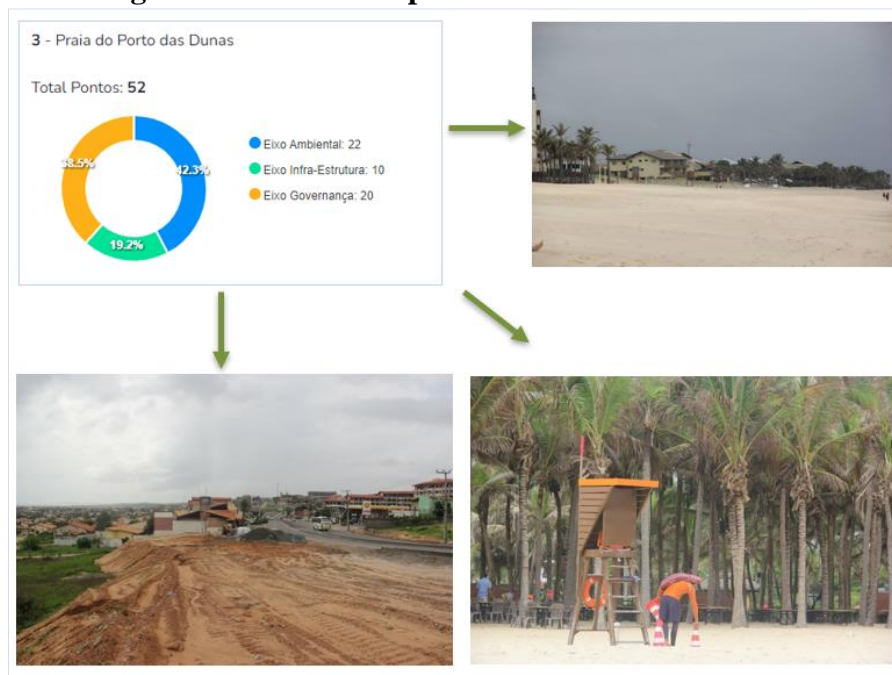 3 - Praia do Porto das Dunas
Total Pontos: 52
38.5%
42.3%
19.2%
Eixo Ambiental: 22
Eixo Infra-Estrutura: 10
Eixo Governança: 20